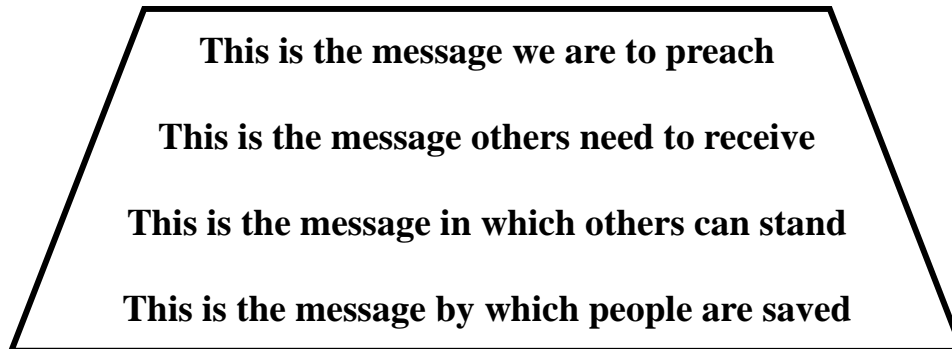 This is the message we are to preach
This is the message others need to receive
This is the message in which others can stand
This is the message by which people are saved